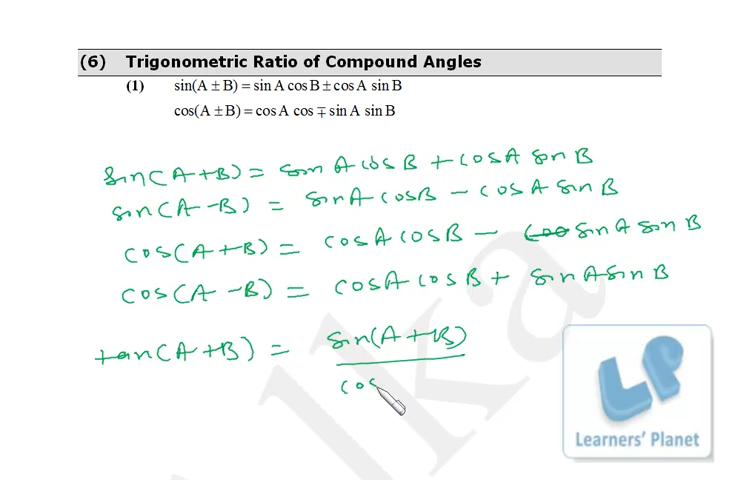 (6) Trigonometric Ratio of Compound Angles
(1) sin(A ± B) = sin A cos B ± cos A sin B
cos(A ± B) = cos A cos ∓ sin A sin B
sin(A+B) = sin A cos B + cos A sin B
sin(A-B) = sin A cos B - cos A sin B
cos(A+B) = cos A cos B - sin A sin B
cos(A-B) = cos A cos B + sin A sin B
tan(A+B) = sin(A+B)
cos
LP
Learners' Planet